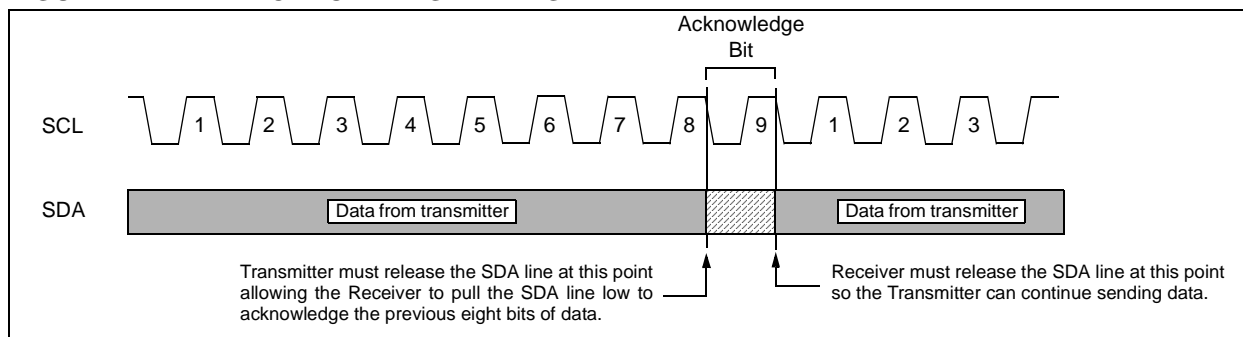 Acknowledge
Bit
SCL 1 2 3 4 5 6 7 8 9 1 2 3
SDA Data from transmitter Data from transmitter
Transmitter must release the SDA line at this point
allowing the Receiver to pull the SDA line low to
acknowledge the previous eight bits of data.
Receiver must release the SDA line at this point
so the Transmitter can continue sending data.